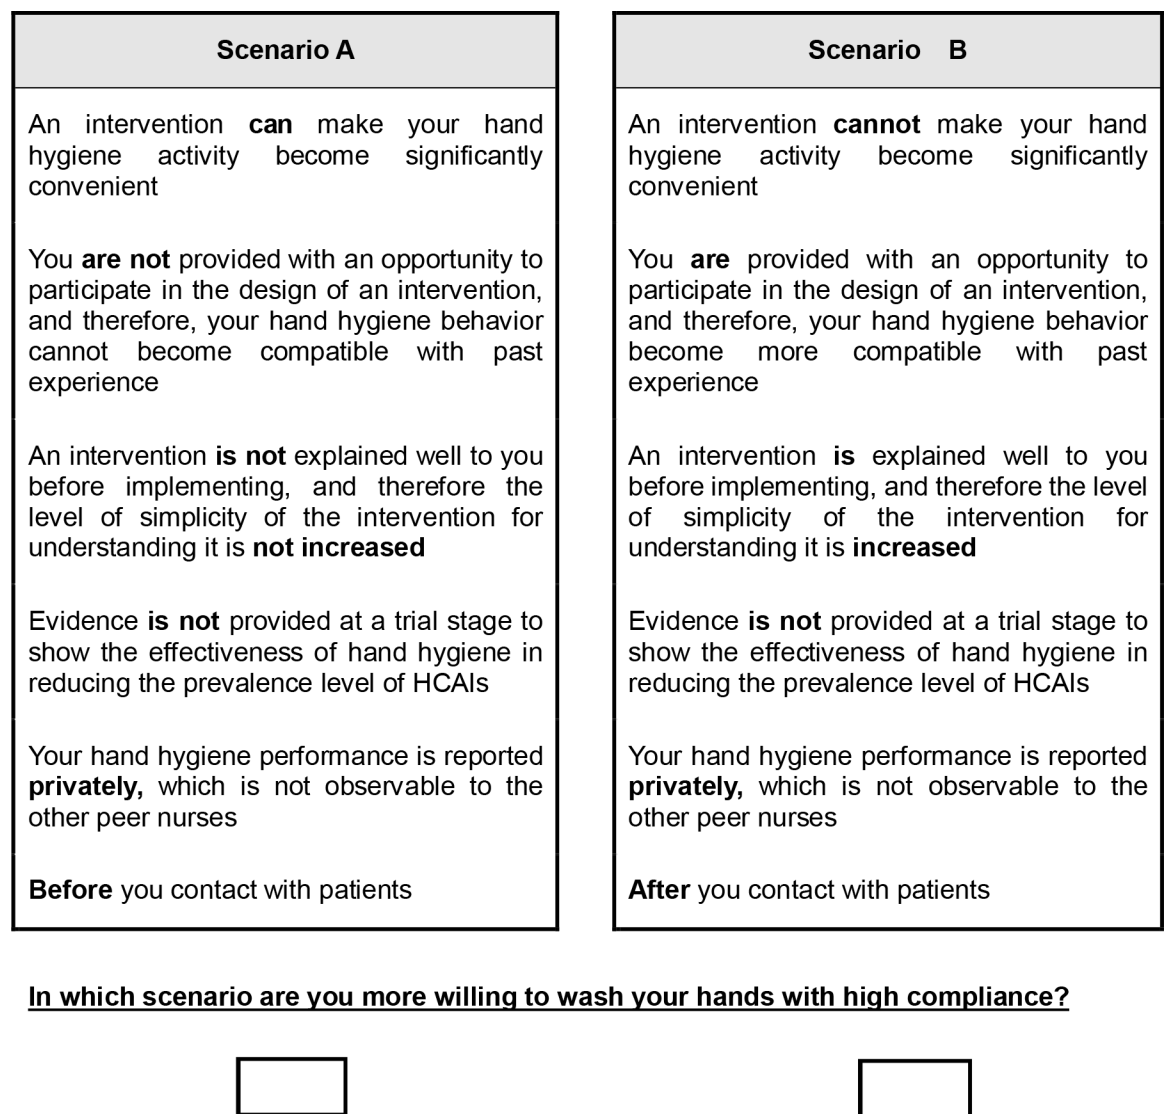 Scenario A
An intervention can make your hand
hygiene activity become significantly
convenient
You are not provided with an opportunity to
participate in the design of an intervention,
and therefore, your hand hygiene behavior
cannot become compatible with past
experience
An intervention is not explained well to you
before implementing, and therefore the
level of simplicity of the intervention for
understanding it is not increased
Evidence is not provided at a trial stage to
show the effectiveness of hand hygiene in
reducing the prevalence level of HCAIs
Your hand hygiene performance is reported
privately, which is not observable to the
other peer nurses
Before you contact with patients
Scenario B
An intervention cannot make your hand
hygiene activity become significantly
convenient
You are provided with an opportunity to
participate in the design of an intervention,
and therefore, your hand hygiene behavior
become more compatible with past
experience
An intervention is explained well to you
before implementing, and therefore the level
of simplicity of the intervention for
understanding it is increased
Evidence is not provided at a trial stage to
show the effectiveness of hand hygiene in
reducing the prevalence level of HCAIs
Your hand hygiene performance is reported
privately, which is not observable to the
other peer nurses
After you contact with patients
In which scenario are you more willing to wash your hands with high compliance?